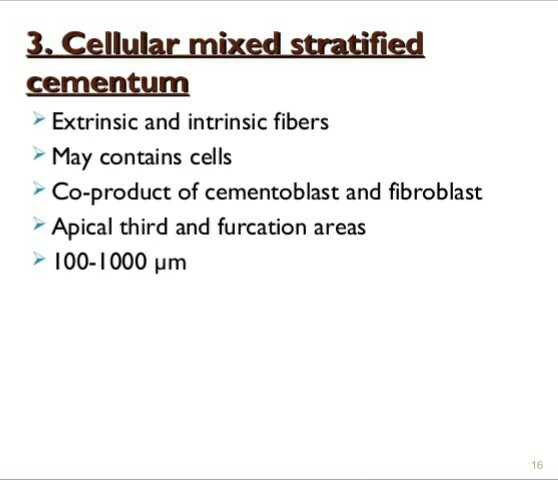 3. Cellular mixed stratified
cementum
Extrinsic and intrinsic fibers
May contains cells
Co-product of cementoblast and fibroblast
Apical third and furcation areas
100-1000 µm
16